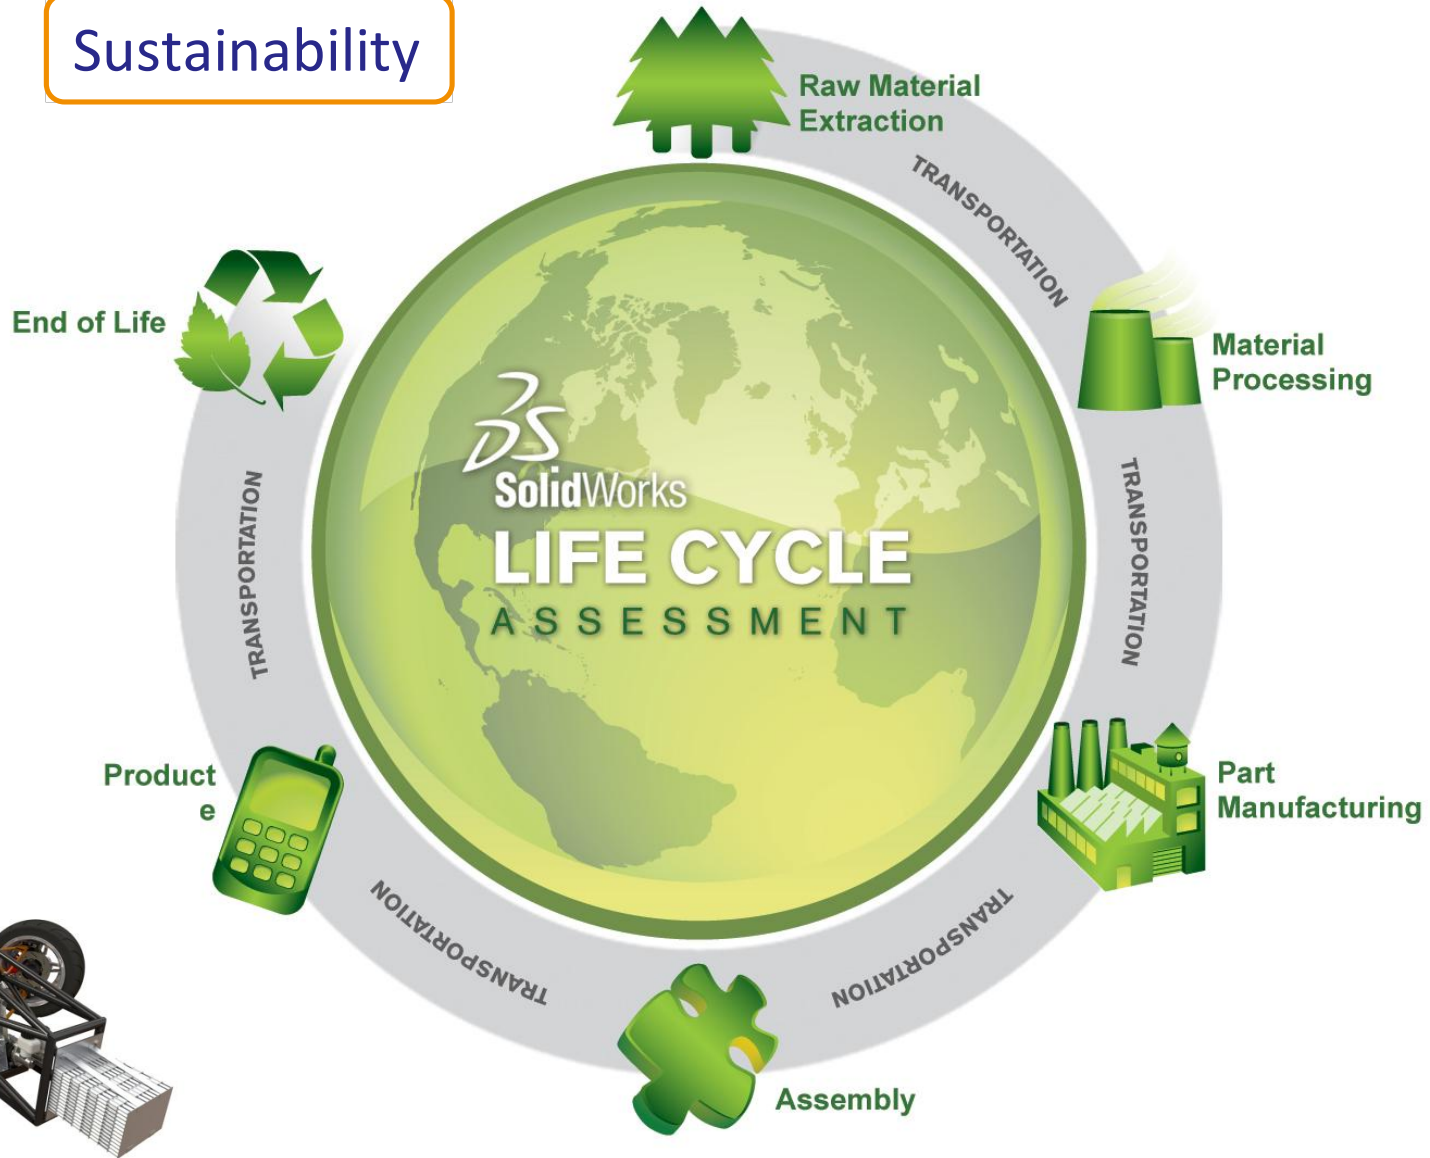 Sustainability
Raw Material
Extraction
TRANSPORTATION
Material
Processing
TRANSPORTATION
Part
Manufacturing
TRANSPORTATION
Assembly
TRANSPORTATION
Product
e
TRANSPORTATION
End of Life
3DS
SolidWorks
LIFE CYCLE
ASSESSMENT